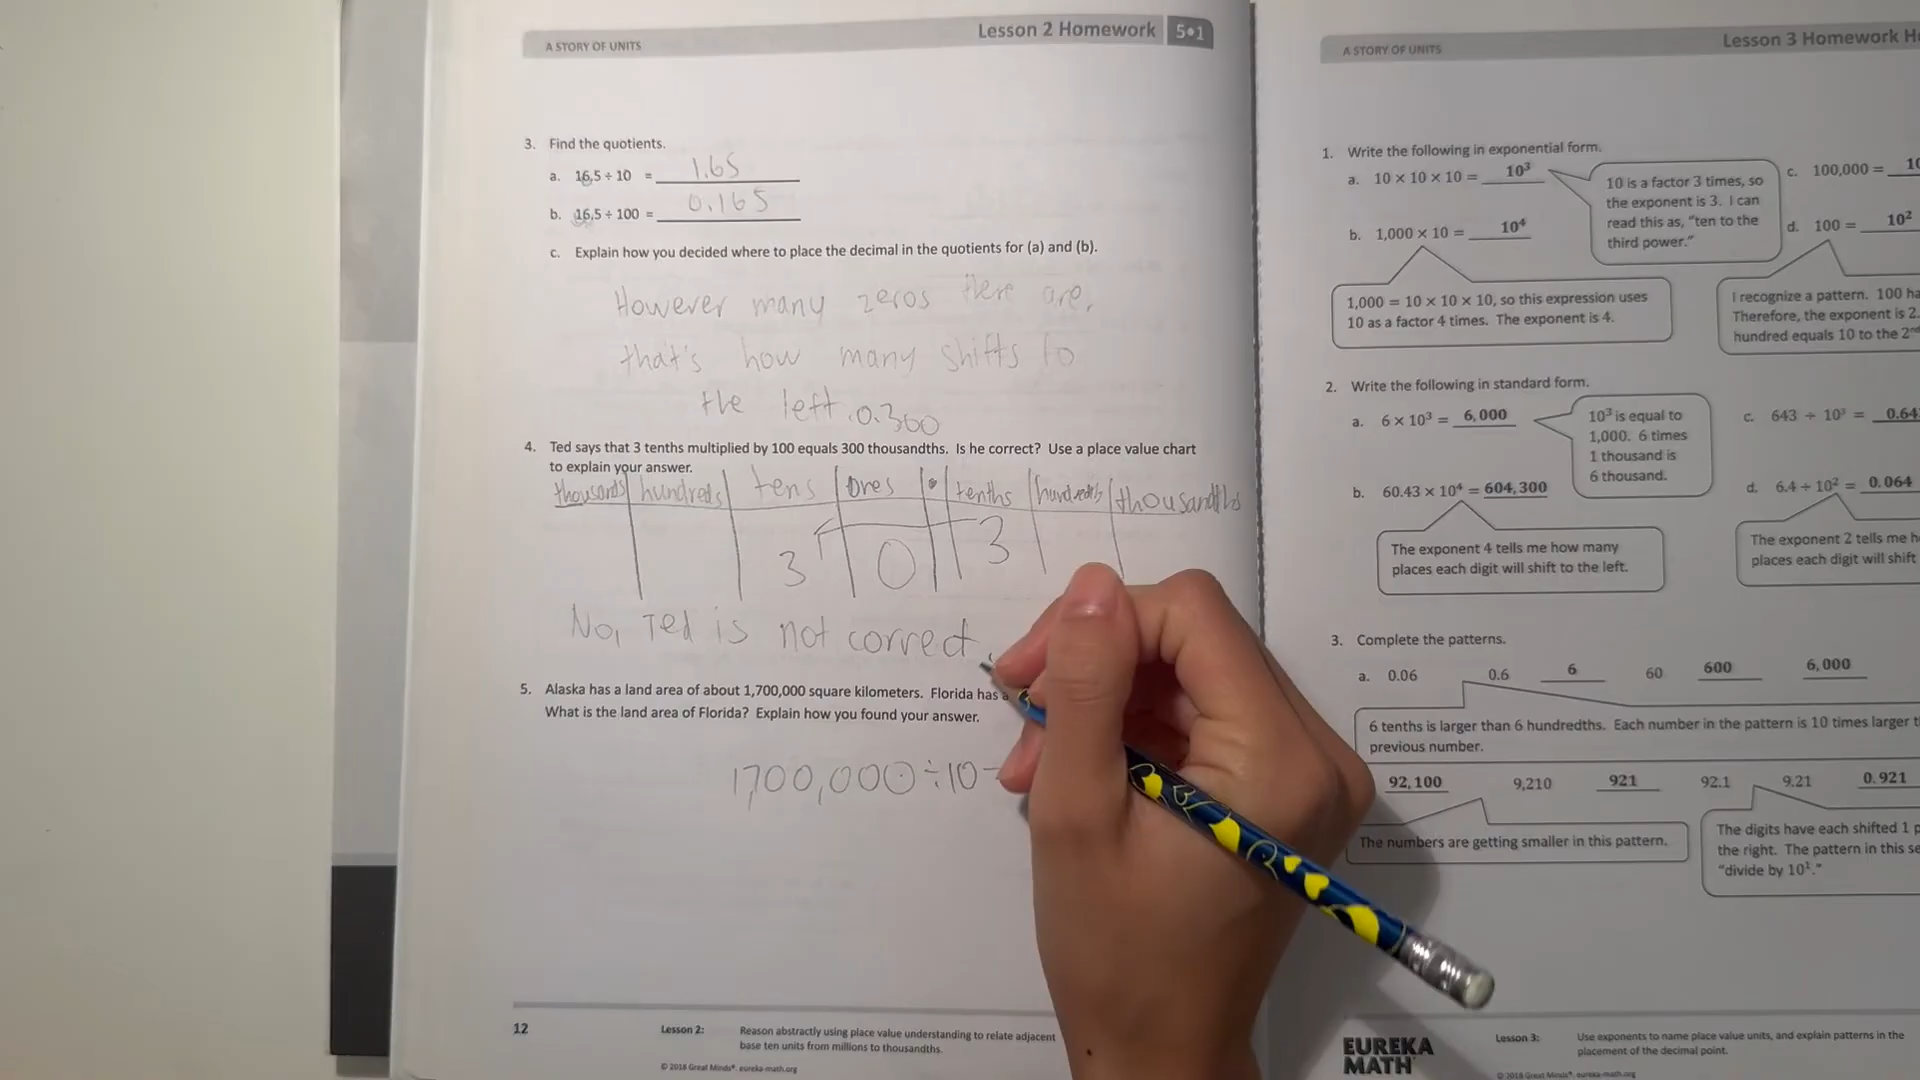 A STORY OF UNITS
Lesson 2 Homework 5•1
3. Find the quotients.
a. 16.5 ÷ 10 = 1.65
b. 16.5 ÷ 100 = 0.165
c. Explain how you decided where to place the decimal in the quotients for (a) and (b).
However many zeros there are,
that's how many shifts to
the left.
0.300
4. Ted says that 3 tenths multiplied by 100 equals 300 thousandths. Is he correct? Use a place value chart
to explain your answer.
thousands hundreds tens ones • tenths hundredths thousandths
3 0 3
No, Ted is not correct.
5. Alaska has a land area of about 1,700,000 square kilometers. Florida has
What is the land area of Florida? Explain how you found your answer.
1,700,000 ÷ 10
12
Lesson 2: Reason abstractly using place value understanding to relate adjacent
base ten units from millions to thousandths.
© 2018 Great Minds®. eureka-math.org
A STORY OF UNITS
Lesson 3 Homework
1. Write the following in exponential form.
a. 10 × 10 × 10 = 10³
10 is a factor 3 times, so
the exponent is 3. I can
read this as, "ten to the
third power."
c. 100,000 =
b. 1,000 × 10 = 10⁴
d. 100 = 10²
1,000 = 10 × 10 × 10, so this expression uses
10 as a factor 4 times. The exponent is 4.
I recognize a pattern. 100
Therefore, the exponent is 2.
hundred equals 10 to the 2nd
2. Write the following in standard form.
a. 6 × 10³ = 6,000
10³ is equal to
1,000. 6 times
1 thousand is
6 thousand.
c. 643 ÷ 10³ = 0.64
b. 60.43 × 10⁴ = 604,300
d. 6.4 ÷ 10² = 0.064
The exponent 4 tells me how many
places each digit will shift to the left.
The exponent 2 tells me
places each digit will shift
3. Complete the patterns.
a. 0.06 0.6 6 60 600 6,000
6 tenths is larger than 6 hundredths. Each number in the pattern is 10 times larger
previous number.
92,100 9,210 921 92.1 9.21 0.921
The numbers are getting smaller in this pattern.
The digits have each shifted 1
the right. The pattern in this
"divide by 10¹."
EUREKA
MATH
Lesson 3: Use exponents to name place value units, and explain patterns in the
placement of the decimal point.
© 2018 Great Minds®. eureka-math.org